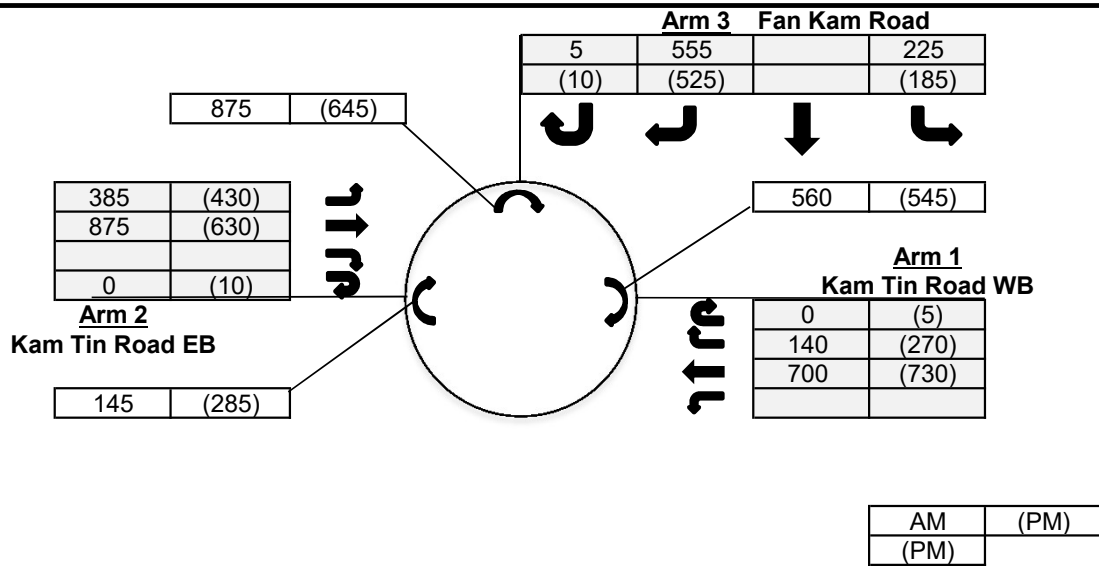 Arm 3 Fan Kam Road
5 555 225
(10) (525) (185)
875 (645)
385 (430)
875 (630)
0 (10)
Arm 2
Kam Tin Road EB
145 (285)
560 (545)
Arm 1
Kam Tin Road WB
0 (5)
140 (270)
700 (730)
AM (PM)
(PM)